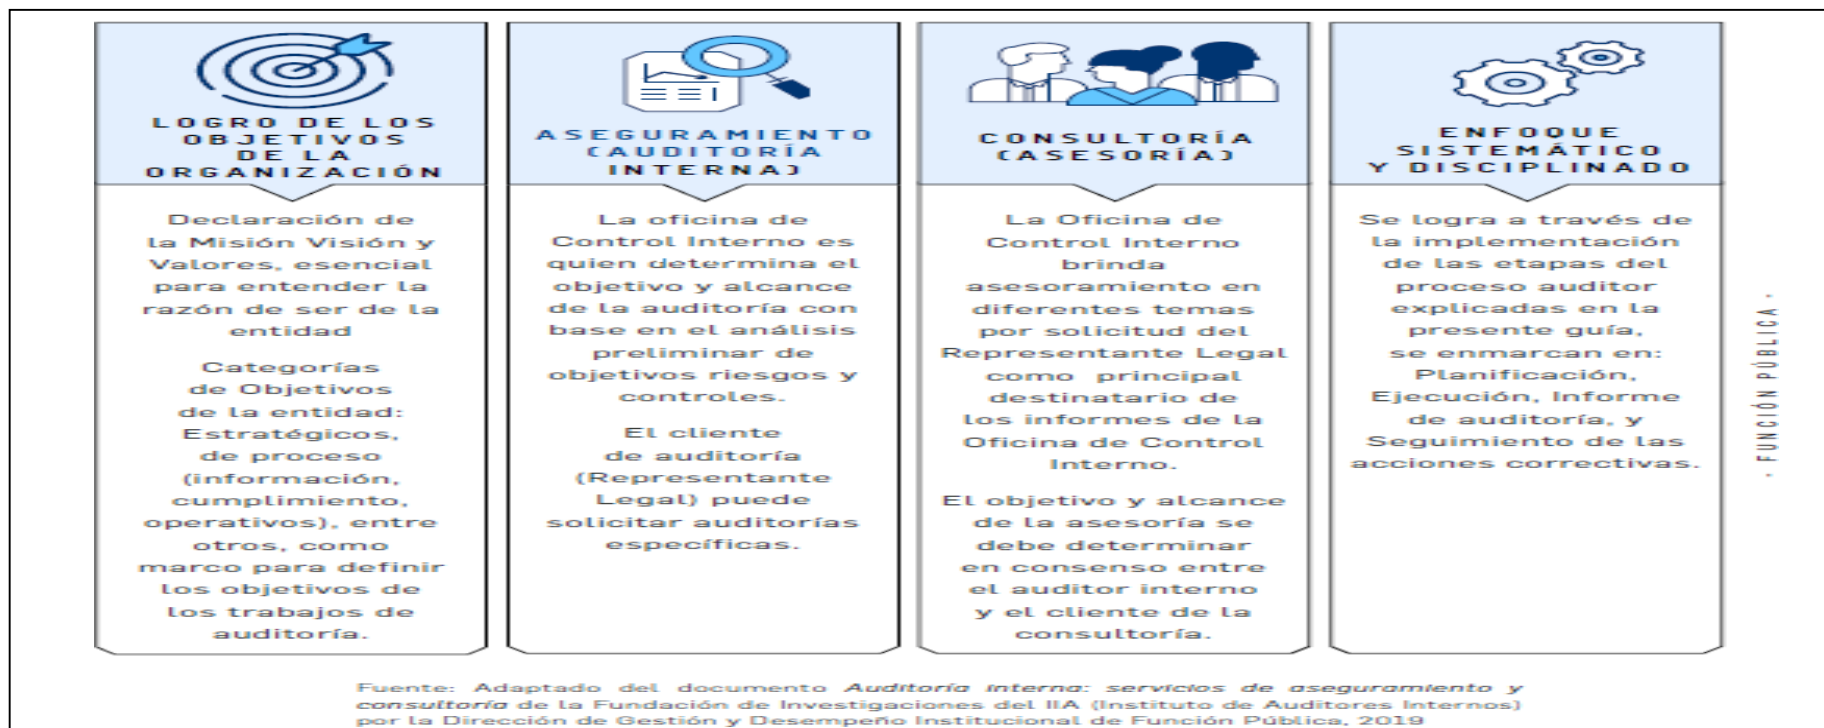 LOGRO DE LOS
OBJETIVOS
DE LA
ORGANIZACIÓN
Declaración de
la Misión Visión y
Valores, esencial
para entender la
razón de ser de la
entidad
Categorías
de Objetivos
de la entidad:
Estratégicos,
de proceso
(información,
cumplimiento,
operativos), entre
otros, como
marco para definir
los objetivos de
los trabajos de
auditoría.
ASEGURAMIENTO
(AUDITORÍA
INTERNA)
La oficina de
Control Interno es
quien determina el
objetivo y alcance
de la auditoría con
base en el análisis
preliminar de
objetivos riesgos y
controles.
El cliente
de auditoría
(Representante
Legal) puede
solicitar auditorías
específicas.
CONSULTORÍA
(ASESORÍA)
La Oficina de
Control Interno
brinda
asesoramiento en
diferentes temas
por solicitud del
Representante Legal
como principal
destinatario de
los informes de la
Oficina de Control
Interno.
El objetivo y alcance
de la asesoría se
debe determinar
en consenso entre
el auditor interno
y el cliente de la
consultoría.
ENFOQUE
SISTEMÁTICO
Y DISCIPLINADO
Se logra a través de
la implementación
de las etapas del
proceso auditor
explicadas en la
presente guía,
se enmarcan en:
Planificación,
Ejecución, Informe
de auditoría, y
Seguimiento de las
acciones correctivas.
- FUNCIÓN PÚBLICA -
Fuente: Adaptado del documento Auditoría interna: servicios de aseguramiento y
consultoría de la Fundación de Investigaciones del IIA (Instituto de Auditores Internos)
por la Dirección de Gestión y Desempeño Institucional de Función Pública, 2019